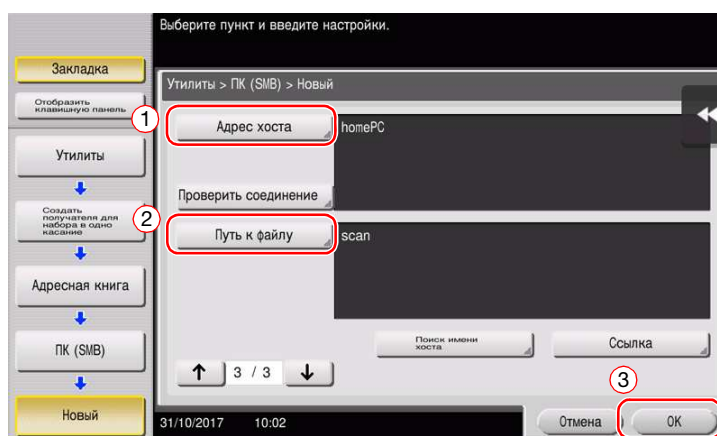 Выберите пункт и введите настройки.
Закладка
Отобразить
клавишную панель
Утилиты
Создать
получателя для
набора в одно
касание
Адресная книга
ПК (SMB)
Новый
Утилиты > ПК (SMB) > Новый
1
Адрес хоста
homePC
Проверить соединение
2
Путь к файлу
scan
Поиск имени
хоста
Ссылка
3 / 3
3
31/10/2017 10:02
Отмена
OK